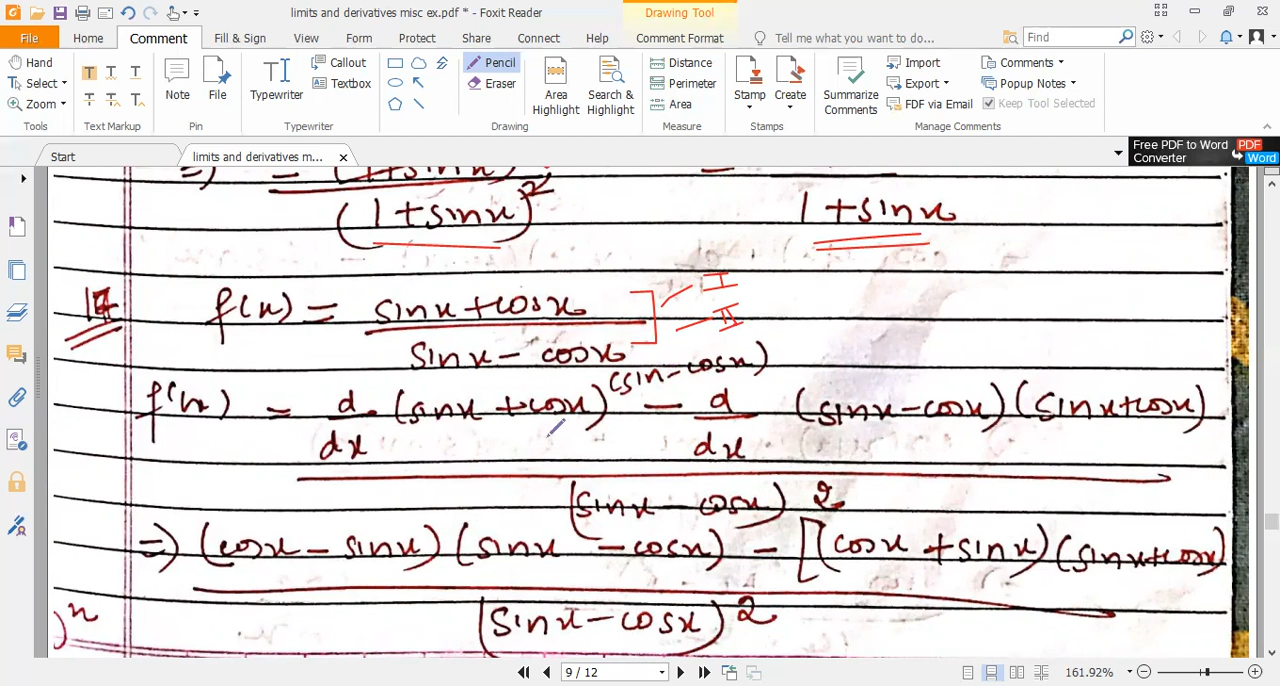 limits and derivatives misc ex.pdf * - Foxit Reader
Drawing Tool
File Home Comment Fill & Sign View Form Protect Share Connect Help Comment Format Tell me what you want to do... Find
Hand
Select
Zoom
Tools
T T T
T T T
Text Markup
Note
File
Pin
Typewriter
Callout
Textbox
Typewriter
Pencil
Eraser
Drawing
Area Highlight
Search & Highlight
Distance
Perimeter
Area
Measure
Stamp
Create
Stamps
Summarize Comments
Import
Export
FDF via Email
Comments
Popup Notes
Keep Tool Selected
Manage Comments
Start
limits and derivatives m...
Free PDF to Word Converter
PDF Word
(1+sinx)²
1+sinx
f(x) = sinx+cosx
sinx - cosx
I
II
f'(x) = d/dx (sinx + cosx) (sin-cosx) - d/dx (sinx-cosx)(sinx+cosx)
(sinx - cosx)2
=) (cosx - sinx)(sinx - cosx) - [(cosx + sinx)(sinx+cosx)
(sinx-cosx)2
)x
9 / 12
161.92%